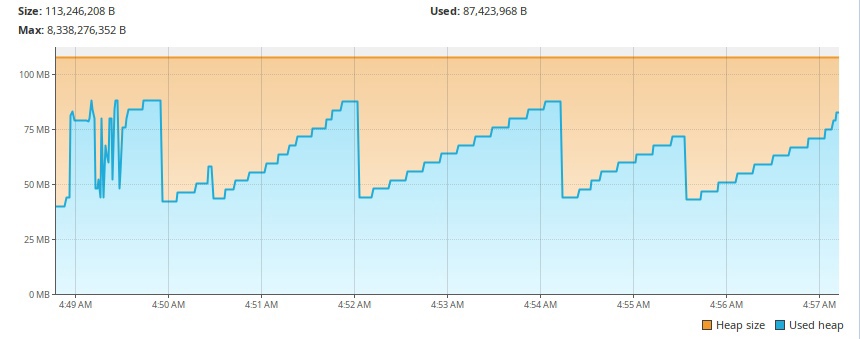 Size: 113,246,208 B
Used: 87,423,968 B
Max: 8,338,276,352 B
100 MB
75 MB
50 MB
25 MB
0 MB
4:49 AM 4:50 AM 4:51 AM 4:52 AM 4:53 AM 4:54 AM 4:55 AM 4:56 AM 4:57 AM
Heap size Used heap